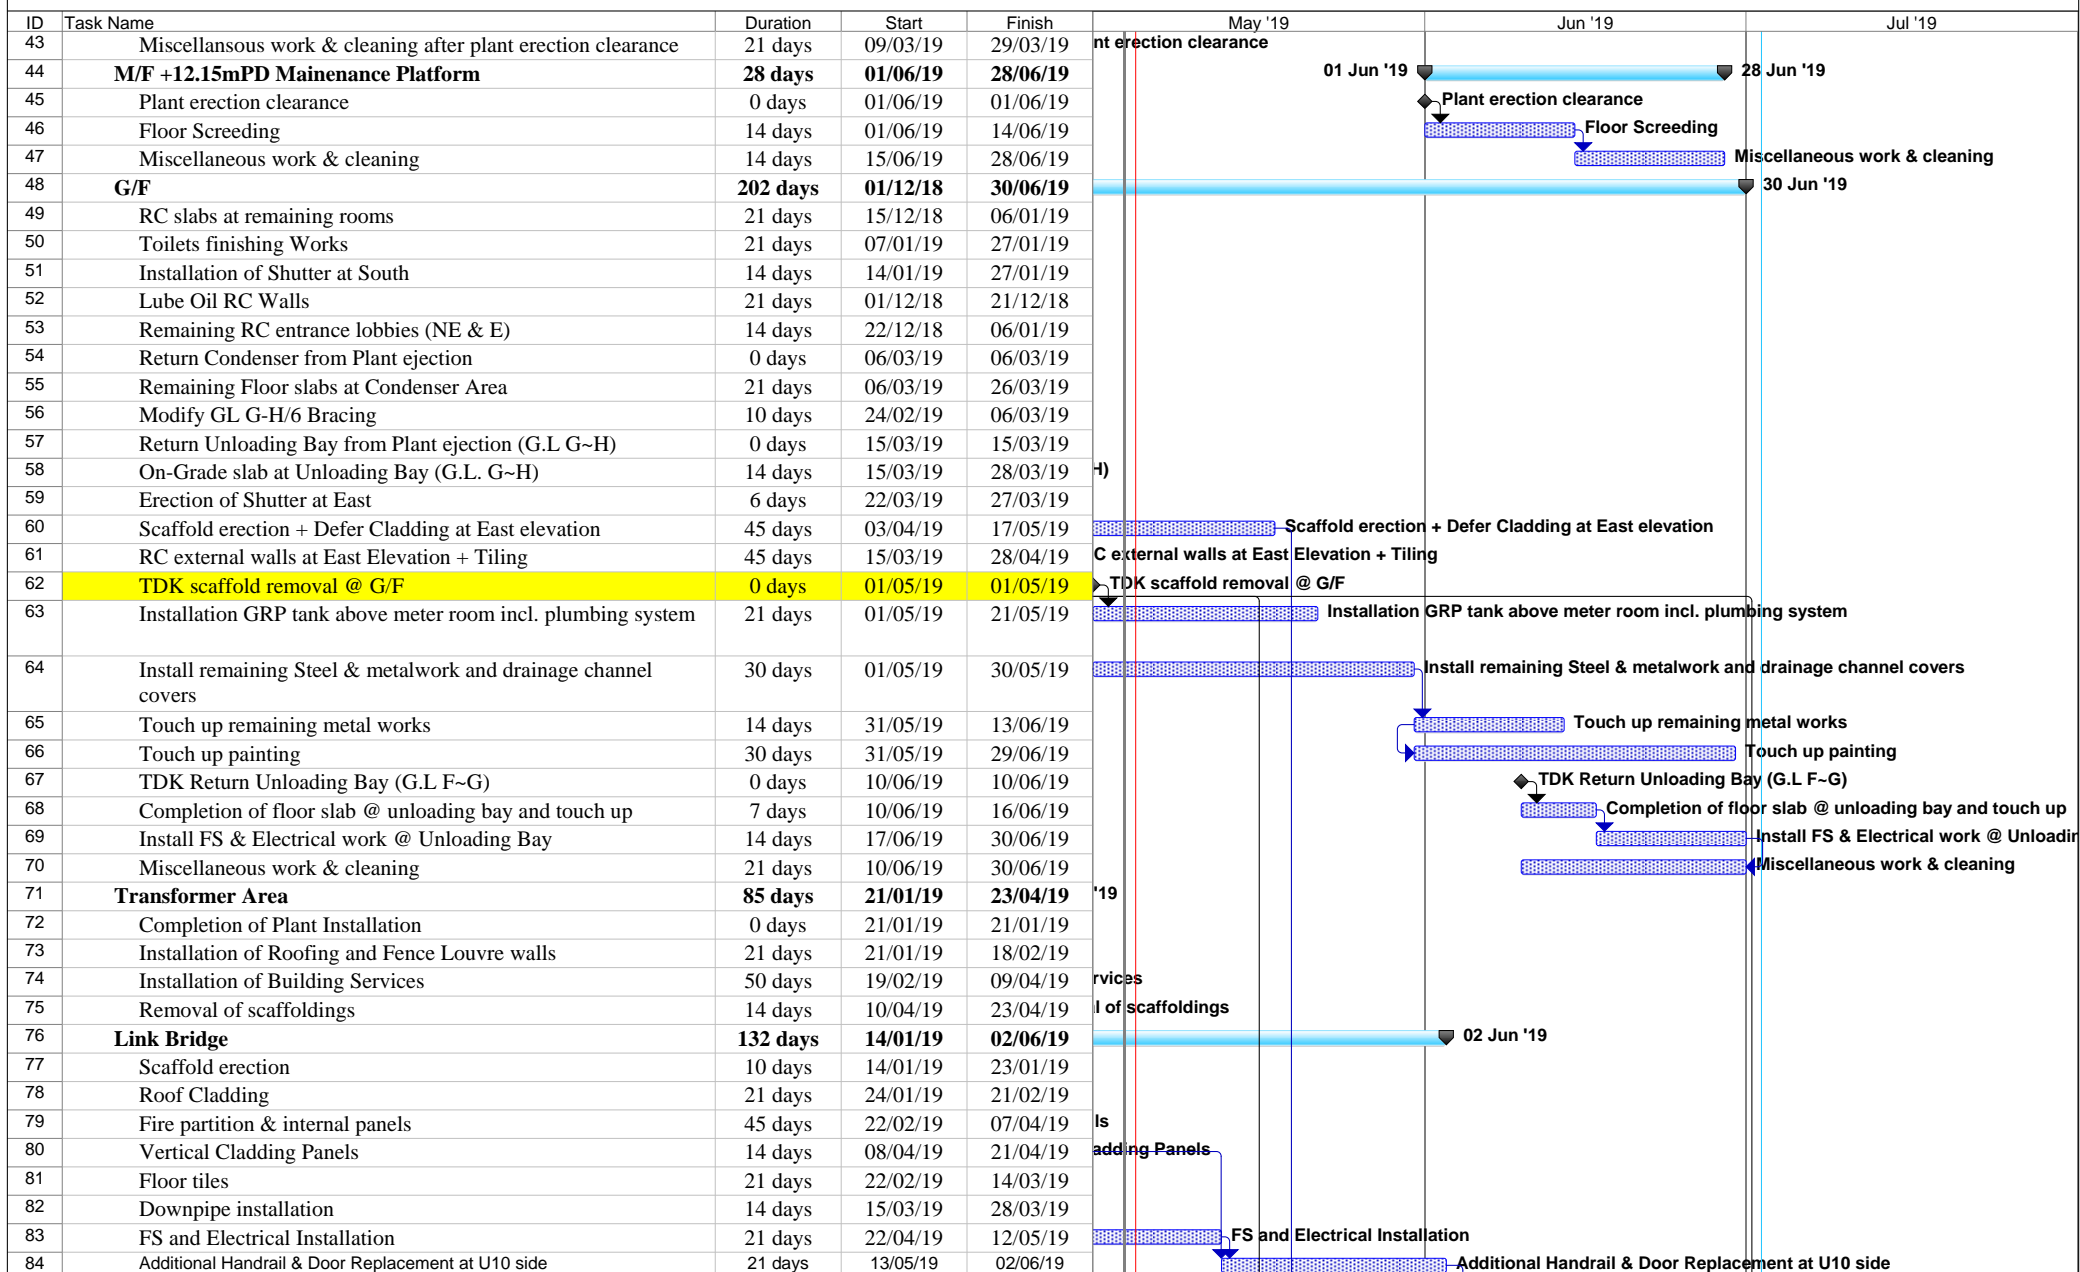 ID Task Name Duration Start Finish May '19 Jun '19 Jul '19
43 Miscellansous work & cleaning after plant erection clearance 21 days 09/03/19 29/03/19 nt erection clearance
44 M/F +12.15mPD Mainenance Platform 28 days 01/06/19 28/06/19 01 Jun '19 28 Jun '19
45 Plant erection clearance 0 days 01/06/19 01/06/19 Plant erection clearance
46 Floor Screeding 14 days 01/06/19 14/06/19 Floor Screeding
47 Miscellaneous work & cleaning 14 days 15/06/19 28/06/19 Miscellaneous work & cleaning
48 G/F 202 days 01/12/18 30/06/19 30 Jun '19
49 RC slabs at remaining rooms 21 days 15/12/18 06/01/19
50 Toilets finishing Works 21 days 07/01/19 27/01/19
51 Installation of Shutter at South 14 days 14/01/19 27/01/19
52 Lube Oil RC Walls 21 days 01/12/18 21/12/18
53 Remaining RC entrance lobbies (NE & E) 14 days 22/12/18 06/01/19
54 Return Condenser from Plant ejection 0 days 06/03/19 06/03/19
55 Remaining Floor slabs at Condenser Area 21 days 06/03/19 26/03/19
56 Modify GL G-H/6 Bracing 10 days 24/02/19 06/03/19
57 Return Unloading Bay from Plant ejection (G.L G~H) 0 days 15/03/19 15/03/19
58 On-Grade slab at Unloading Bay (G.L. G~H) 14 days 15/03/19 28/03/19 H)
59 Erection of Shutter at East 6 days 22/03/19 27/03/19
60 Scaffold erection + Defer Cladding at East elevation 45 days 03/04/19 17/05/19 Scaffold erection + Defer Cladding at East elevation
61 RC external walls at East Elevation + Tiling 45 days 15/03/19 28/04/19 C external walls at East Elevation + Tiling
62 TDK scaffold removal @ G/F 0 days 01/05/19 01/05/19 TDK scaffold removal @ G/F
63 Installation GRP tank above meter room incl. plumbing system 21 days 01/05/19 21/05/19 Installation GRP tank above meter room incl. plumbing system
64 Install remaining Steel & metalwork and drainage channel 30 days 01/05/19 30/05/19 Install remaining Steel & metalwork and drainage channel covers
covers
65 Touch up remaining metal works 14 days 31/05/19 13/06/19 Touch up remaining metal works
66 Touch up painting 30 days 31/05/19 29/06/19 Touch up painting
67 TDK Return Unloading Bay (G.L F~G) 0 days 10/06/19 10/06/19 TDK Return Unloading Bay (G.L F~G)
68 Completion of floor slab @ unloading bay and touch up 7 days 10/06/19 16/06/19 Completion of floor slab @ unloading bay and touch up
69 Install FS & Electrical work @ Unloading Bay 14 days 17/06/19 30/06/19 Install FS & Electrical work @ Unloadin
70 Miscellaneous work & cleaning 21 days 10/06/19 30/06/19 Miscellaneous work & cleaning
71 Transformer Area 85 days 21/01/19 23/04/19 '19
72 Completion of Plant Installation 0 days 21/01/19 21/01/19
73 Installation of Roofing and Fence Louvre walls 21 days 21/01/19 18/02/19
74 Installation of Building Services 50 days 19/02/19 09/04/19 rvices
75 Removal of scaffoldings 14 days 10/04/19 23/04/19 l of scaffoldings
76 Link Bridge 132 days 14/01/19 02/06/19 02 Jun '19
77 Scaffold erection 10 days 14/01/19 23/01/19
78 Roof Cladding 21 days 24/01/19 21/02/19
79 Fire partition & internal panels 45 days 22/02/19 07/04/19 ls
80 Vertical Cladding Panels 14 days 08/04/19 21/04/19 adding Panels
81 Floor tiles 21 days 22/02/19 14/03/19
82 Downpipe installation 14 days 15/03/19 28/03/19
83 FS and Electrical Installation 21 days 22/04/19 12/05/19 FS and Electrical Installation
84 Additional Handrail & Door Replacement at U10 side 21 days 13/05/19 02/06/19 Additional Handrail & Door Replacement at U10 side